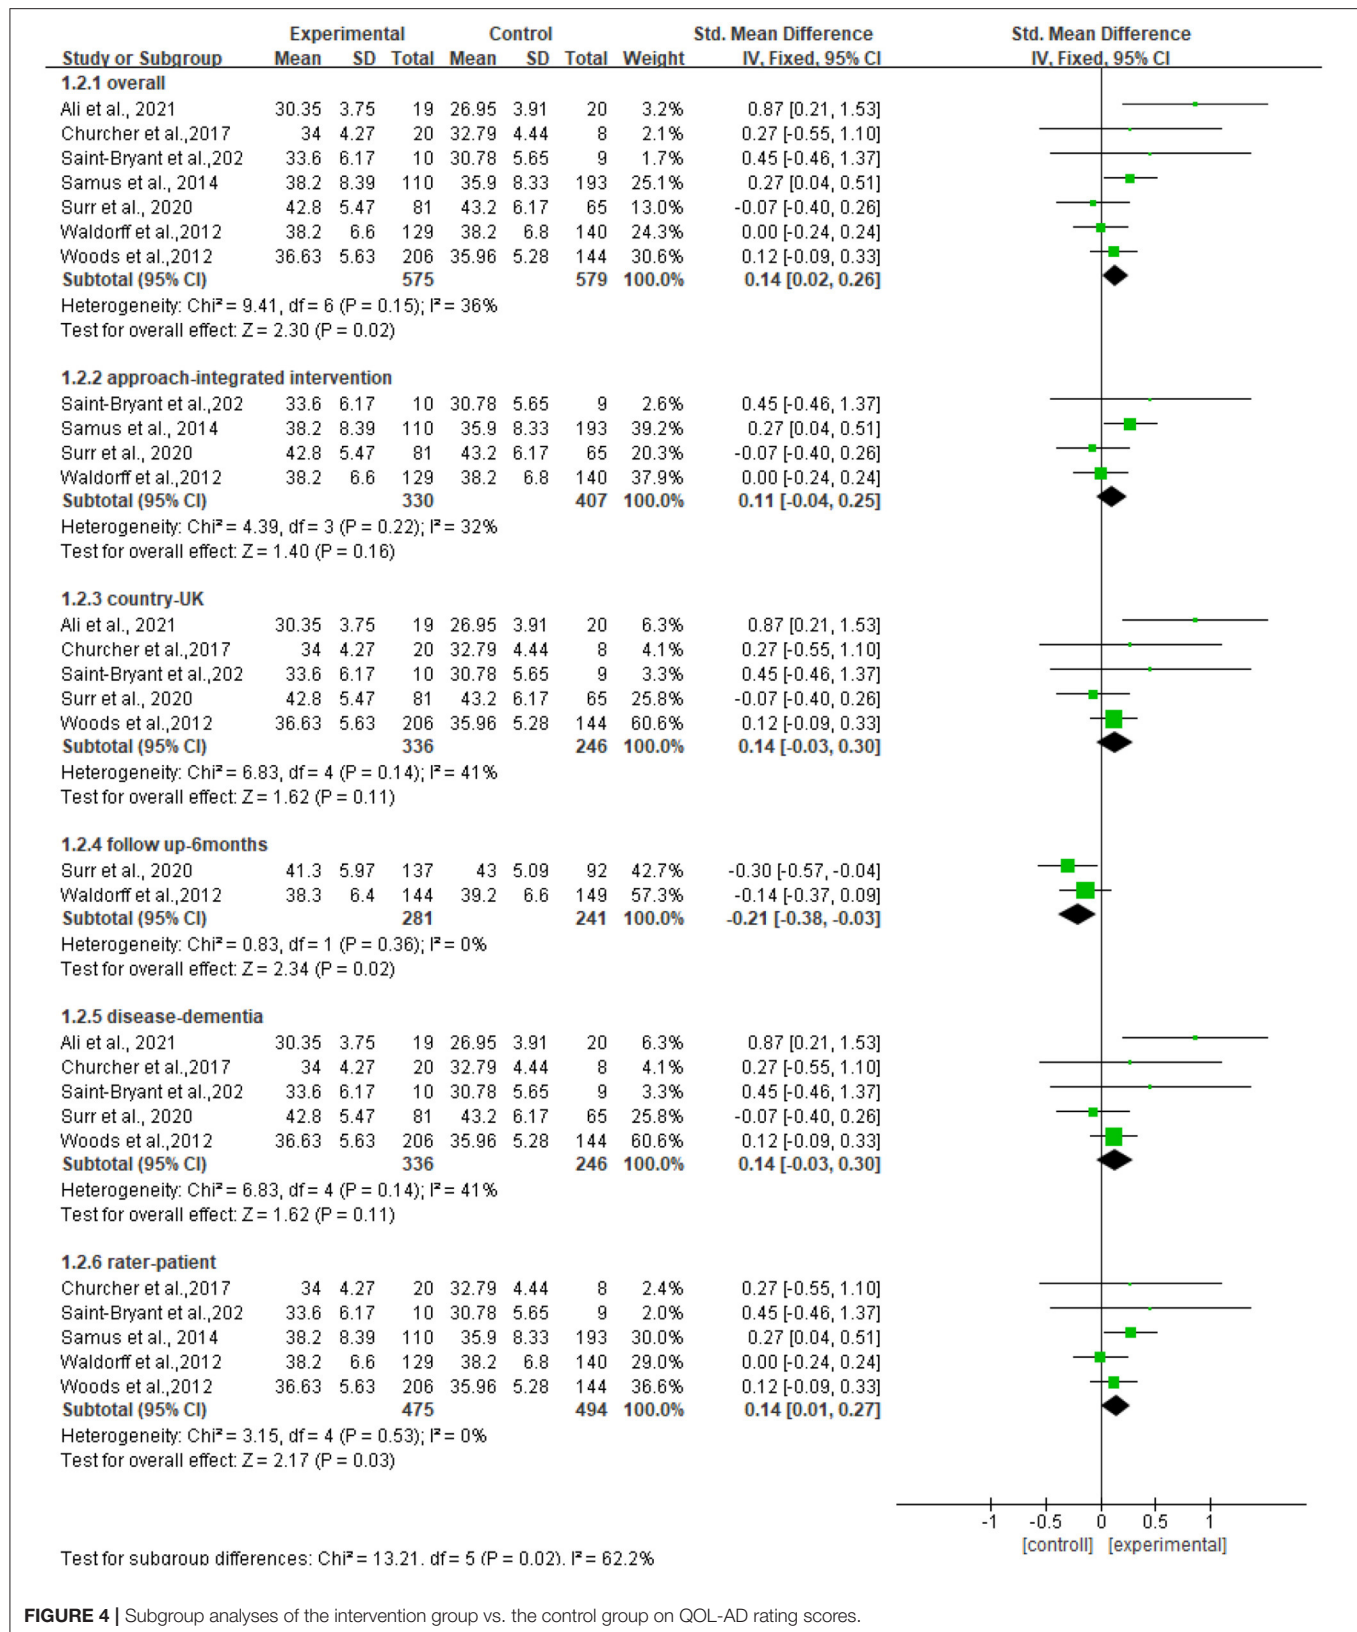 Experimental Control Std. Mean Difference Std. Mean Difference
Study or Subgroup Mean SD Total Mean SD Total Weight IV, Fixed, 95% CI IV, Fixed, 95% CI
1.2.1 overall
Ali et al., 2021 30.35 3.75 19 26.95 3.91 20 3.2% 0.87 [0.21, 1.53]
Churcher et al.,2017 34 4.27 20 32.79 4.44 8 2.1% 0.27 [-0.55, 1.10]
Saint-Bryant et al.,202 33.6 6.17 10 30.78 5.65 9 1.7% 0.45 [-0.46, 1.37]
Samus et al., 2014 38.2 8.39 110 35.9 8.33 193 25.1% 0.27 [0.04, 0.51]
Surr et al., 2020 42.8 5.47 81 43.2 6.17 65 13.0% -0.07 [-0.40, 0.26]
Waldorff et al.,2012 38.2 6.6 129 38.2 6.8 140 24.3% 0.00 [-0.24, 0.24]
Woods et al.,2012 36.63 5.63 206 35.96 5.28 144 30.6% 0.12 [-0.09, 0.33]
Subtotal (95% CI) 575 579 100.0% 0.14 [0.02, 0.26]
Heterogeneity: Chi² = 9.41, df = 6 (P = 0.15); I² = 36%
Test for overall effect: Z = 2.30 (P = 0.02)
1.2.2 approach-integrated intervention
Saint-Bryant et al.,202 33.6 6.17 10 30.78 5.65 9 2.6% 0.45 [-0.46, 1.37]
Samus et al., 2014 38.2 8.39 110 35.9 8.33 193 39.2% 0.27 [0.04, 0.51]
Surr et al., 2020 42.8 5.47 81 43.2 6.17 65 20.3% -0.07 [-0.40, 0.26]
Waldorff et al.,2012 38.2 6.6 129 38.2 6.8 140 37.9% 0.00 [-0.24, 0.24]
Subtotal (95% CI) 330 407 100.0% 0.11 [-0.04, 0.25]
Heterogeneity: Chi² = 4.39, df = 3 (P = 0.22); I² = 32%
Test for overall effect: Z = 1.40 (P = 0.16)
1.2.3 country-UK
Ali et al., 2021 30.35 3.75 19 26.95 3.91 20 6.3% 0.87 [0.21, 1.53]
Churcher et al.,2017 34 4.27 20 32.79 4.44 8 4.1% 0.27 [-0.55, 1.10]
Saint-Bryant et al.,202 33.6 6.17 10 30.78 5.65 9 3.3% 0.45 [-0.46, 1.37]
Surr et al., 2020 42.8 5.47 81 43.2 6.17 65 25.8% -0.07 [-0.40, 0.26]
Woods et al.,2012 36.63 5.63 206 35.96 5.28 144 60.6% 0.12 [-0.09, 0.33]
Subtotal (95% CI) 336 246 100.0% 0.14 [-0.03, 0.30]
Heterogeneity: Chi² = 6.83, df = 4 (P = 0.14); I² = 41%
Test for overall effect: Z = 1.62 (P = 0.11)
1.2.4 follow up-6months
Surr et al., 2020 41.3 5.97 137 43 5.09 92 42.7% -0.30 [-0.57, -0.04]
Waldorff et al.,2012 38.3 6.4 144 39.2 6.6 149 57.3% -0.14 [-0.37, 0.09]
Subtotal (95% CI) 281 241 100.0% -0.21 [-0.38, -0.03]
Heterogeneity: Chi² = 0.83, df = 1 (P = 0.36); I² = 0%
Test for overall effect: Z = 2.34 (P = 0.02)
1.2.5 disease-dementia
Ali et al., 2021 30.35 3.75 19 26.95 3.91 20 6.3% 0.87 [0.21, 1.53]
Churcher et al.,2017 34 4.27 20 32.79 4.44 8 4.1% 0.27 [-0.55, 1.10]
Saint-Bryant et al.,202 33.6 6.17 10 30.78 5.65 9 3.3% 0.45 [-0.46, 1.37]
Surr et al., 2020 42.8 5.47 81 43.2 6.17 65 25.8% -0.07 [-0.40, 0.26]
Woods et al.,2012 36.63 5.63 206 35.96 5.28 144 60.6% 0.12 [-0.09, 0.33]
Subtotal (95% CI) 336 246 100.0% 0.14 [-0.03, 0.30]
Heterogeneity: Chi² = 6.83, df = 4 (P = 0.14); I² = 41%
Test for overall effect: Z = 1.62 (P = 0.11)
1.2.6 rater-patient
Churcher et al.,2017 34 4.27 20 32.79 4.44 8 2.4% 0.27 [-0.55, 1.10]
Saint-Bryant et al.,202 33.6 6.17 10 30.78 5.65 9 2.0% 0.45 [-0.46, 1.37]
Samus et al., 2014 38.2 8.39 110 35.9 8.33 193 30.0% 0.27 [0.04, 0.51]
Waldorff et al.,2012 38.2 6.6 129 38.2 6.8 140 29.0% 0.00 [-0.24, 0.24]
Woods et al.,2012 36.63 5.63 206 35.96 5.28 144 36.6% 0.12 [-0.09, 0.33]
Subtotal (95% CI) 475 494 100.0% 0.14 [0.01, 0.27]
Heterogeneity: Chi² = 3.15, df = 4 (P = 0.53); I² = 0%
Test for overall effect: Z = 2.17 (P = 0.03)
-1 -0.5 0 0.5 1
[controll] [experimental]
Test for subgroup differences: Chi² = 13.21. df = 5 (P = 0.02). I² = 62.2%
FIGURE 4 | Subgroup analyses of the intervention group vs. the control group on QOL-AD rating scores.